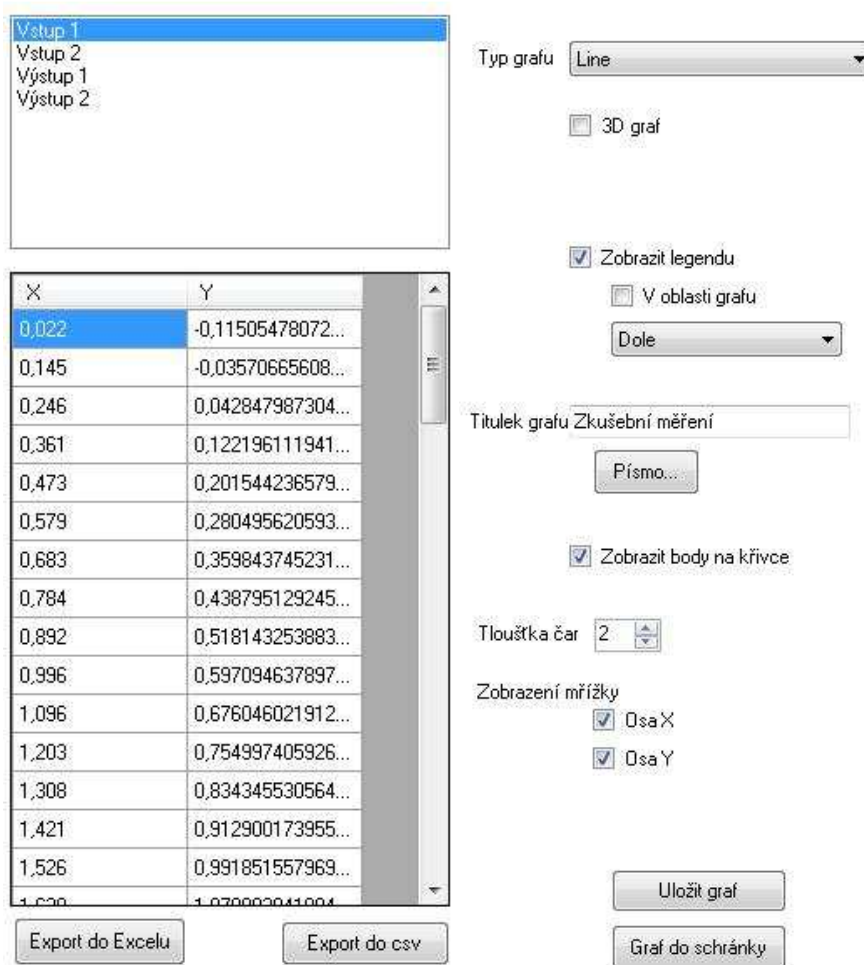 Vstup 1
Vstup 2
Výstup 1
Výstup 2
Typ grafu Line
3D graf
Zobrazit legendu
V oblasti grafu
Dole
Titulek grafu Zkušební měření
Písmo...
Zobrazit body na křivce
Tloušťka čar 2
Zobrazení mřížky
Osa X
Osa Y
X Y
0,022 -0,11505478072...
0,145 -0,03570665608...
0,246 0,042847987304...
0,361 0,122196111941...
0,473 0,201544236579...
0,579 0,280495620593...
0,683 0,359843745231...
0,784 0,438795129245...
0,892 0,518143253883...
0,996 0,597094637897...
1,096 0,676046021912...
1,203 0,754997405926...
1,308 0,834345530564...
1,421 0,912900173955...
1,526 0,991851557969...
Export do Excelu
Export do csv
Uložit graf
Graf do schránky